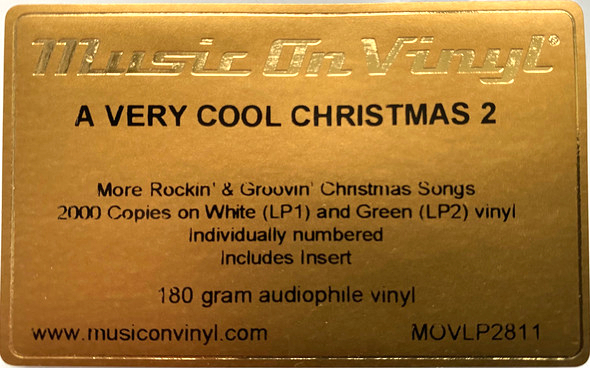 Music On Vinyl®
A VERY COOL CHRISTMAS 2
More Rockin' & Groovin' Christmas Songs
2000 Copies on White (LP1) and Green (LP2) vinyl
Individually numbered
Includes Insert
180 gram audiophile vinyl
www.musiconvinyl.com MOVLP2811